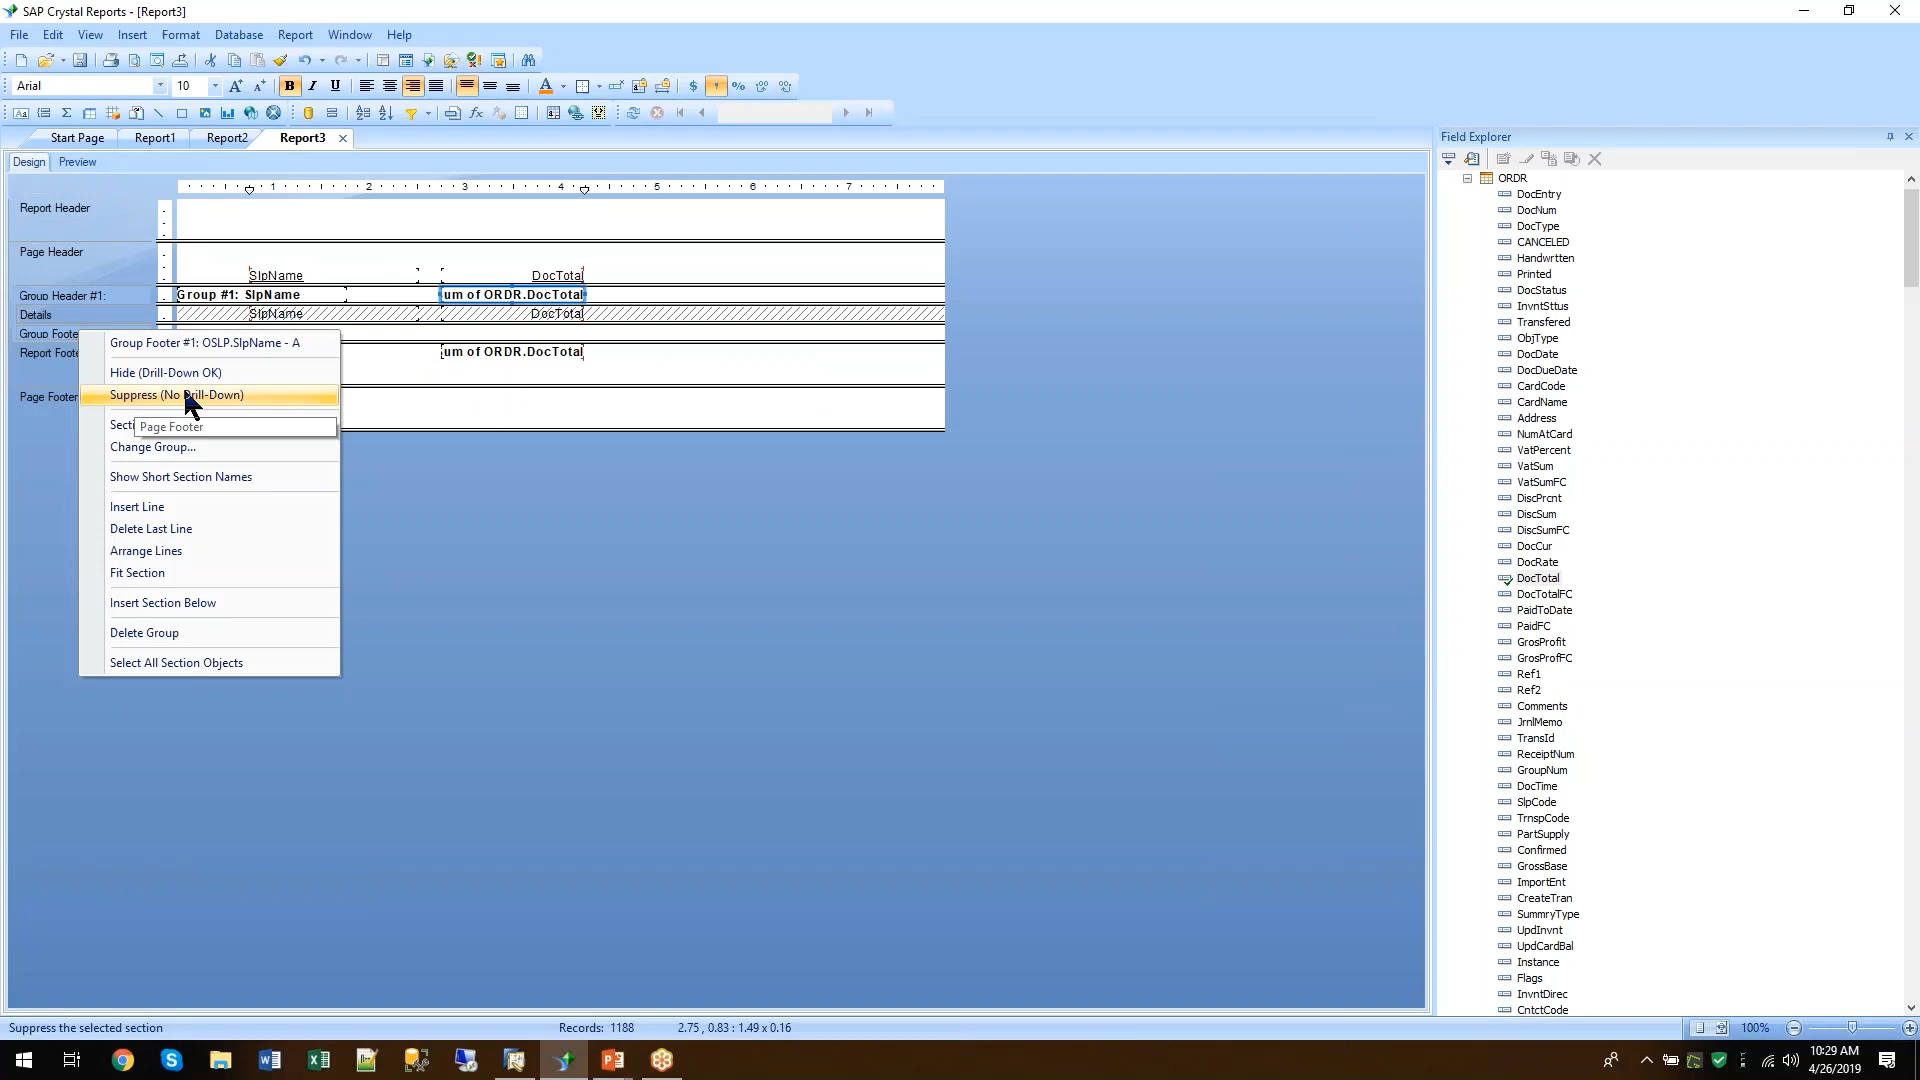 SAP Crystal Reports - [Report3]
File Edit View Insert Format Database Report Window Help
Arial 10
Start Page Report1 Report2 Report3
Design Preview
1 2 3 4 5 6 7
Report Header
Page Header
SlpName DocTotal
Group Header #1: Group #1: SlpName um of ORDR.DocTotal
Details SlpName DocTotal
Group Foote
Report Foote um of ORDR.DocTotal
Page Footer
Group Footer #1: OSLP.SlpName - A
Hide (Drill-Down OK)
Suppress (No Drill-Down)
Secti
Page Footer
Change Group...
Show Short Section Names
Insert Line
Delete Last Line
Arrange Lines
Fit Section
Insert Section Below
Delete Group
Select All Section Objects
Field Explorer
ORDR
DocEntry
DocNum
DocType
CANCELED
Handwrtten
Printed
DocStatus
InvntSttus
Transfered
ObjType
DocDate
DocDueDate
CardCode
CardName
Address
NumAtCard
VatPercent
VatSum
VatSumFC
DiscPrcnt
DiscSum
DiscSumFC
DocCur
DocRate
DocTotal
DocTotalFC
PaidToDate
PaidFC
GrosProfit
GrosProfFC
Ref1
Ref2
Comments
JrnlMemo
TransId
ReceiptNum
GroupNum
DocTime
SlpCode
TrnspCode
PartSupply
Confirmed
GrossBase
ImportEnt
CreateTran
SummryType
UpdInvnt
UpdCardBal
Instance
Flags
InvntDirec
CntctCode
Suppress the selected section Records: 1188 2.75 , 0.83 : 1.49 x 0.16 100%
10:29 AM
4/26/2019